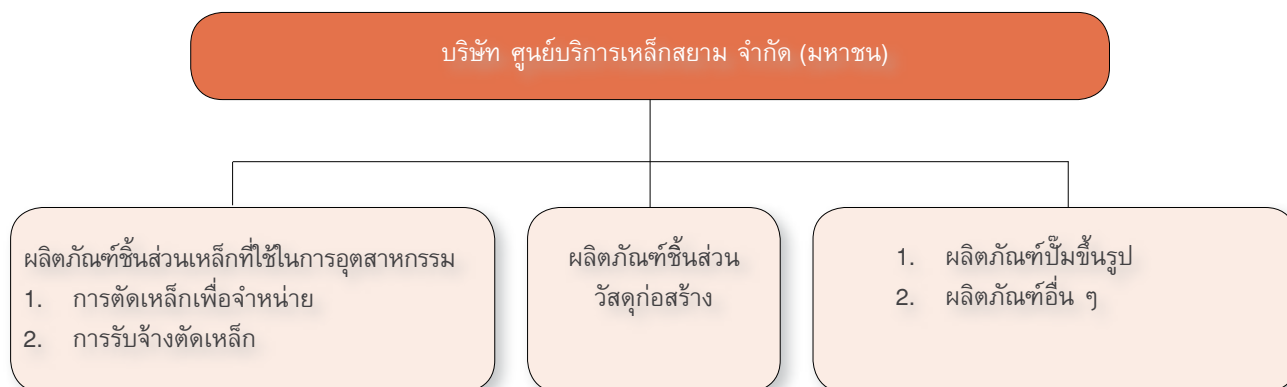 บริษัท ศูนย์บริการเหล็กสยาม จำกัด (มหาชน)
ผลิตภัณฑ์ชิ้นส่วนเหล็กที่ใช้ในการอุตสาหกรรม
1. การตัดเหล็กเพื่อจำหน่าย
2. การรับจ้างตัดเหล็ก
ผลิตภัณฑ์ชิ้นส่วน
วัสดุก่อสร้าง
1. ผลิตภัณฑ์ปั๊มขึ้นรูป
2. ผลิตภัณฑ์อื่น ๆ